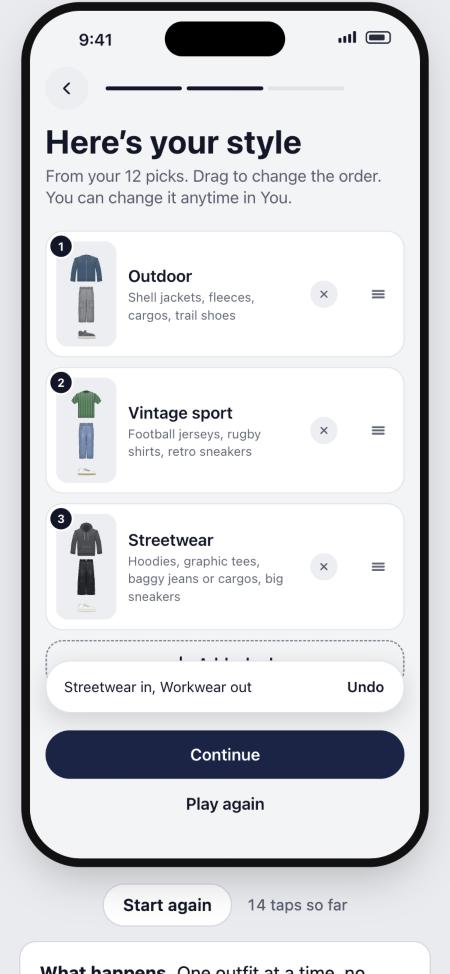 9:41
Here's your style
From your 12 picks. Drag to change the order.
You can change it anytime in You.
1
Outdoor
Shell jackets, fleeces,
cargos, trail shoes
2
Vintage sport
Football jerseys, rugby
shirts, retro sneakers
3
Streetwear
Hoodies, graphic tees,
baggy jeans or cargos, big
sneakers
Streetwear in, Workwear out Undo
Continue
Play again
Start again 14 taps so far
What happens. One outfit at a time, no